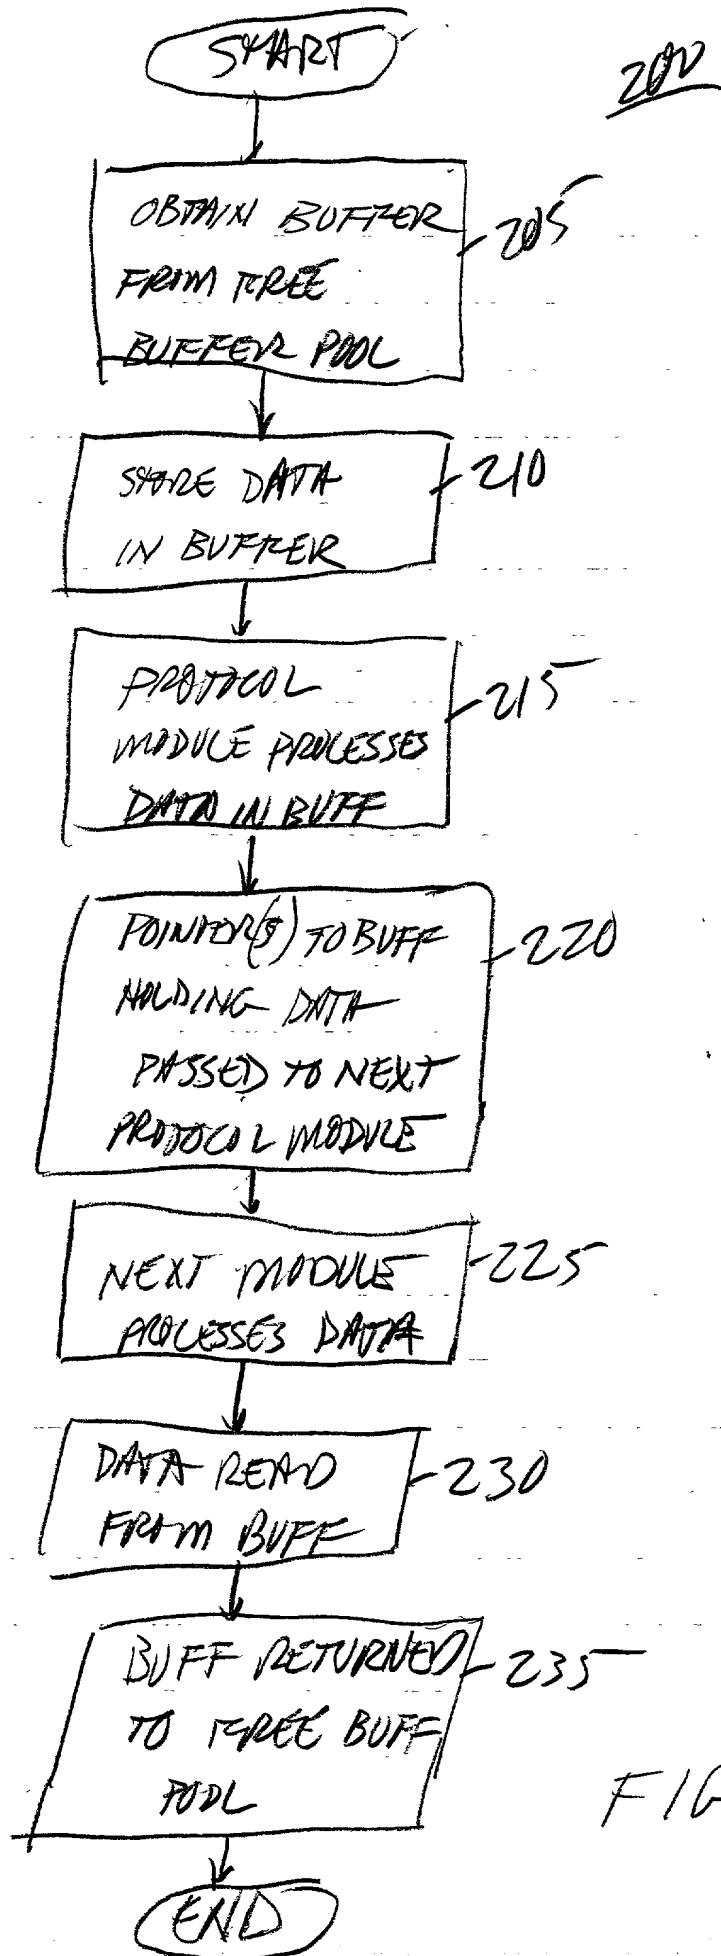 START
200
OBTAIN BUFFER
FROM FREE
BUFFER POOL
205
STORE DATA
IN BUFFER
210
PROTOCOL
MODULE PROCESSES
DATA IN BUFF
215
POINTER(S) TO BUFF
HOLDING DATA
PASSED TO NEXT
PROTOCOL MODULE
220
NEXT MODULE
PROCESSES DATA
225
DATA READ
FROM BUFF
230
BUFF RETURNED
TO FREE BUFF
POOL
235
FIG
END